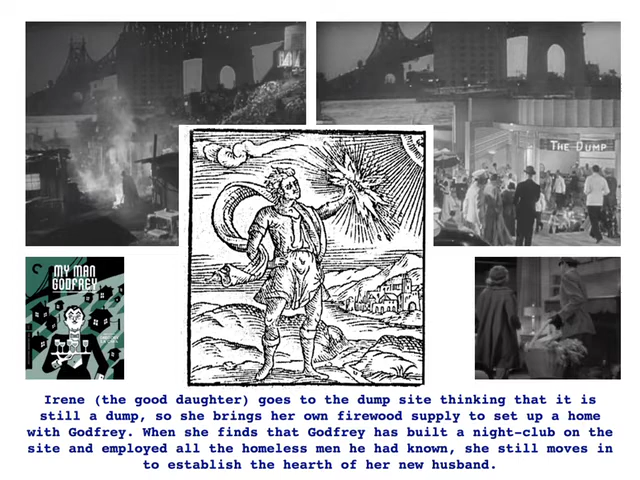 THE DUMP
MY MAN
GODFREY
Irene (the good daughter) goes to the dump site thinking that it is
still a dump, so she brings her own firewood supply to set up a home
with Godfrey. When she finds that Godfrey has built a night-club on the
site and employed all the homeless men he had known, she still moves in
to establish the hearth of her new husband.